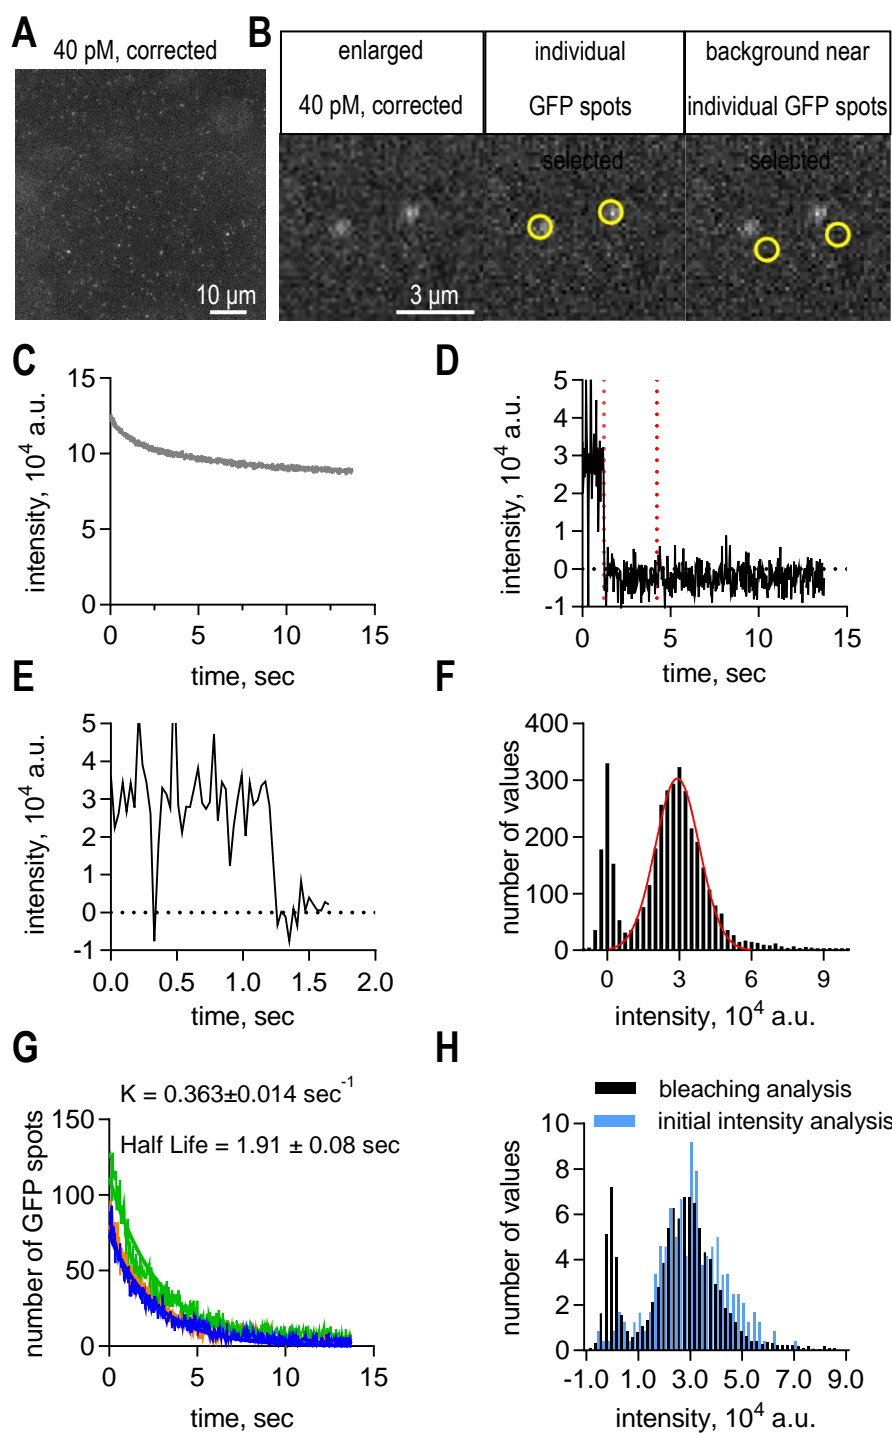 A
40 pM, corrected
10 µm
B
enlarged
40 pM, corrected
individual
GFP spots
selected
background near
individual GFP spots
selected
3 µm
C
intensity, 10⁴ a.u.
15
10
5
0
0 5 10 15
time, sec
D
intensity, 10⁴ a.u.
5
4
3
2
1
0
-1
0 5 10 15
time, sec
E
intensity, 10⁴ a.u.
5
4
3
2
1
0
-1
0.0 0.5 1.0 1.5 2.0
time, sec
F
number of values
400
300
200
100
0
0 3 6 9
intensity, 10⁴ a.u.
G
K = 0.363±0.014 sec⁻¹
Half Life = 1.91 ± 0.08 sec
number of GFP spots
150
100
50
0
0 5 10 15
time, sec
H
bleaching analysis
initial intensity analysis
number of values
10
8
6
4
2
0
-1.0 1.0 3.0 5.0 7.0 9.0
intensity, 10⁴ a.u.